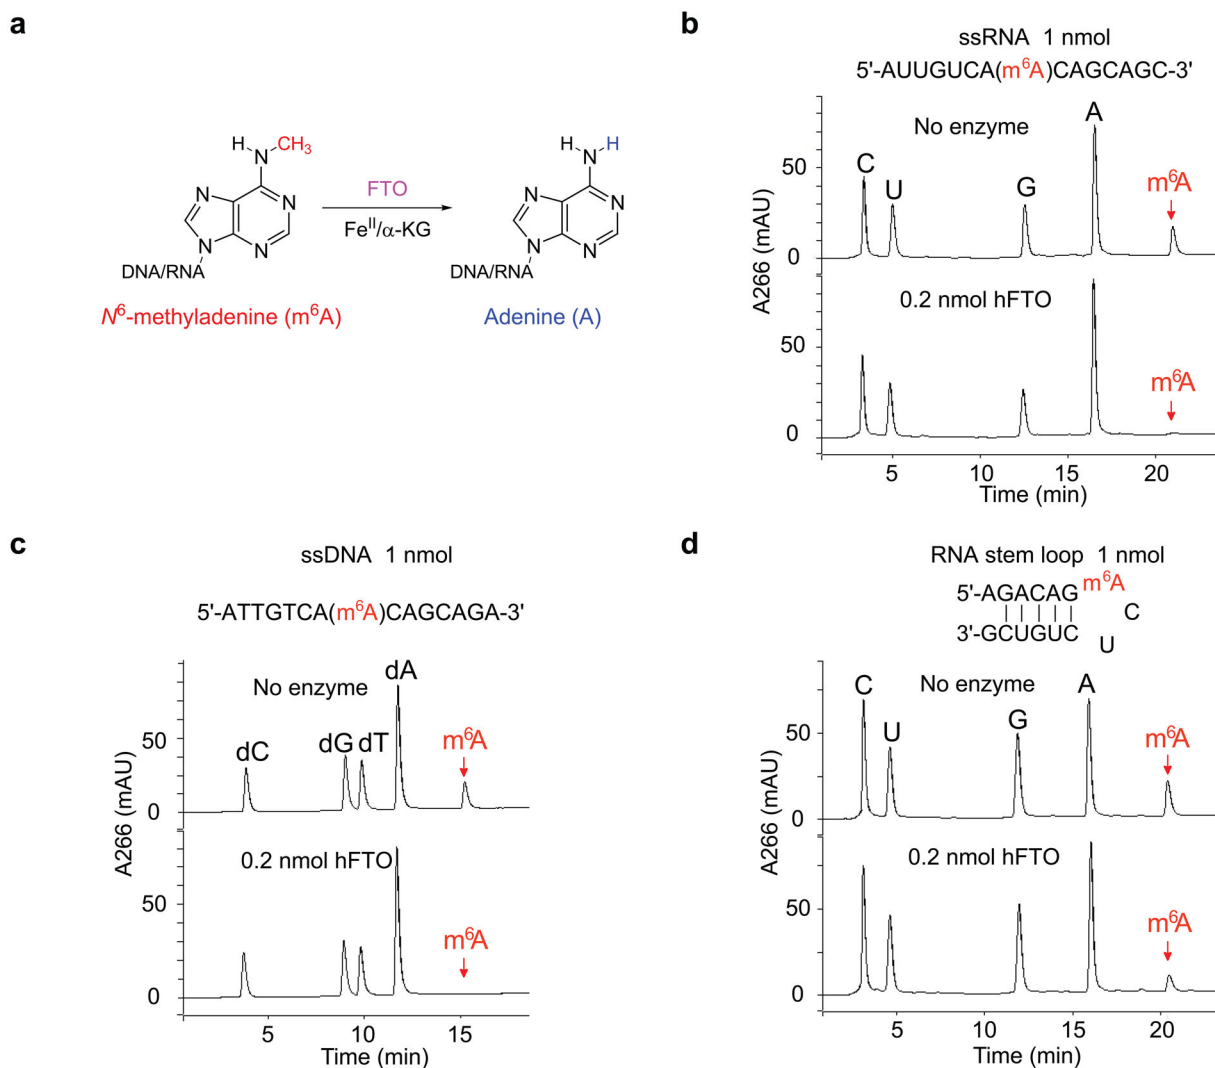 a
H
N
CH₃
N
N
N
N
DNA/RNA
N⁶-methyladenine (m⁶A)
FTO
Feᴵᴵ/α-KG
H
H
N
N
N
N
N
DNA/RNA
Adenine (A)
b
ssRNA 1 nmol
5'-AUUGUCA(m⁶A)CAGCAGC-3'
No enzyme
C
U
G
A
m⁶A
50
0
0.2 nmol hFTO
m⁶A
50
0
A266 (mAU)
5 10 15 20
Time (min)
c
ssDNA 1 nmol
5'-ATTGTCA(m⁶A)CAGCAGA-3'
No enzyme
dC
dG
dT
dA
m⁶A
50
0
0.2 nmol hFTO
m⁶A
50
0
A266 (mAU)
5 10 15
Time (min)
d
RNA stem loop 1 nmol
5'-AGACAG
m⁶A
C
U
3'-GCUGUC
No enzyme
C
U
G
A
m⁶A
50
0
0.2 nmol hFTO
m⁶A
50
0
A266 (mAU)
5 10 15 20
Time (min)